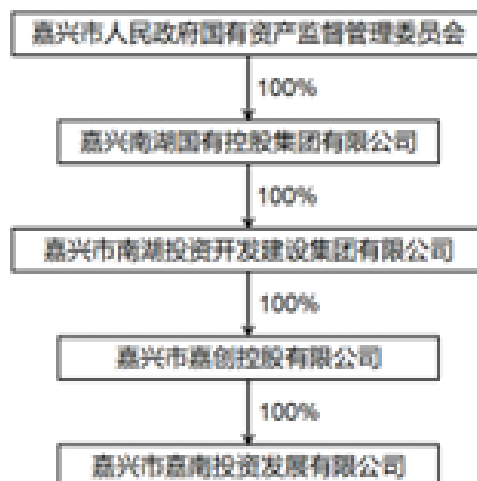 嘉兴市人民政府国有资产监督管理委员会
100%
嘉兴南湖国有控股集团有限公司
100%
嘉兴市南湖投资开发建设集团有限公司
100%
嘉兴市嘉创控股有限公司
100%
嘉兴市嘉南投资发展有限公司